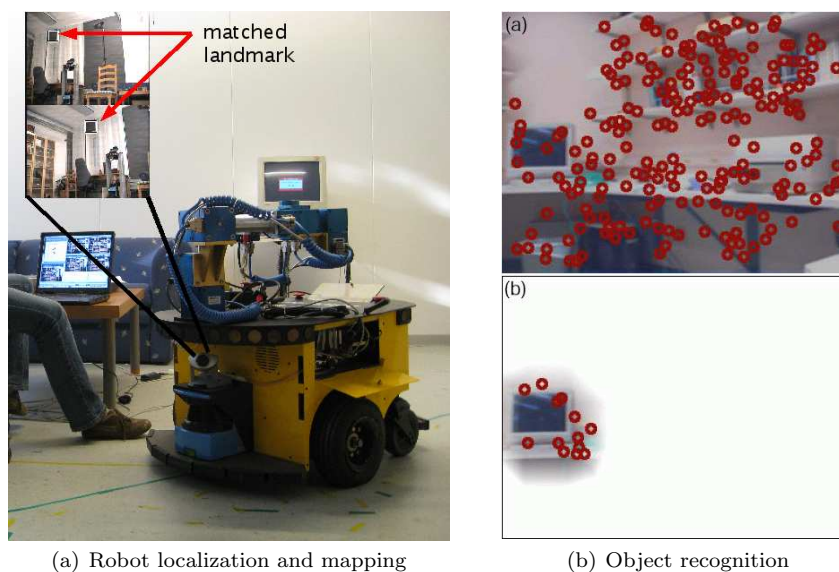 matched
landmark
(a)
(b)
(a) Robot localization and mapping
(b) Object recognition